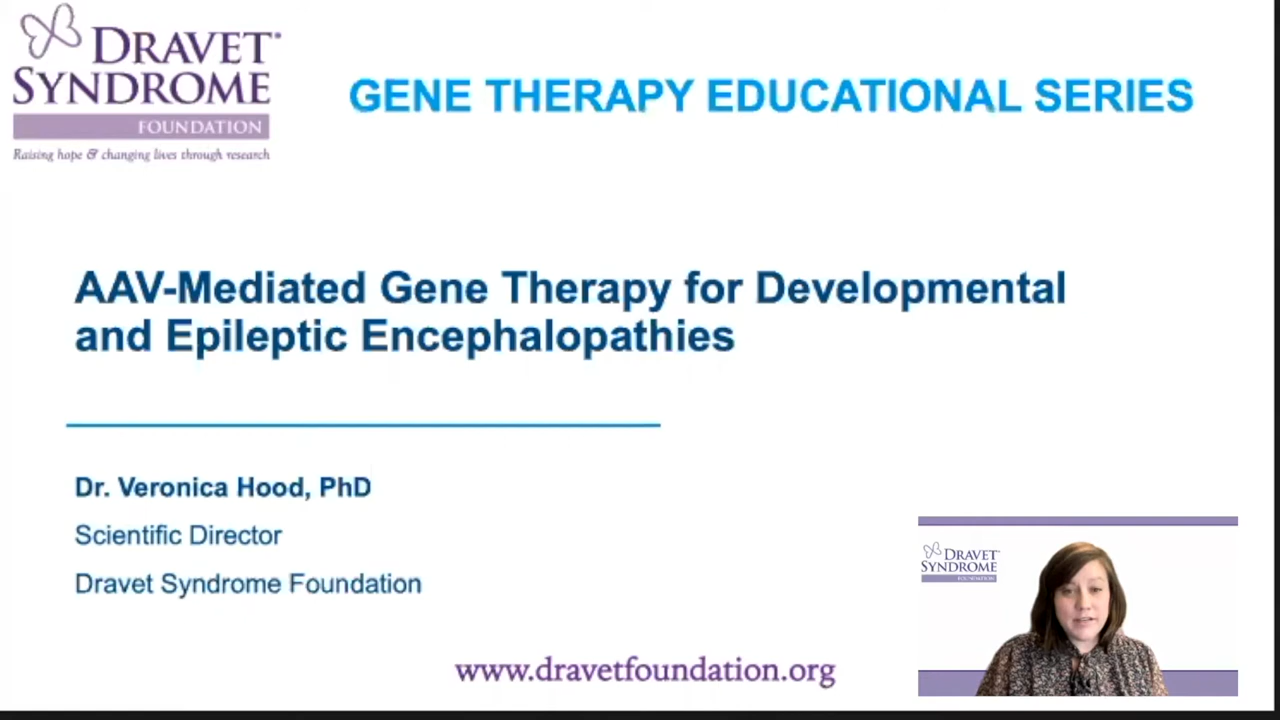 DRAVET®
SYNDROME
FOUNDATION
Raising hope & changing lives through research
GENE THERAPY EDUCATIONAL SERIES
AAV-Mediated Gene Therapy for Developmental
and Epileptic Encephalopathies
Dr. Veronica Hood, PhD
Scientific Director
Dravet Syndrome Foundation
DRAVET
SYNDROME
FOUNDATION
www.dravetfoundation.org